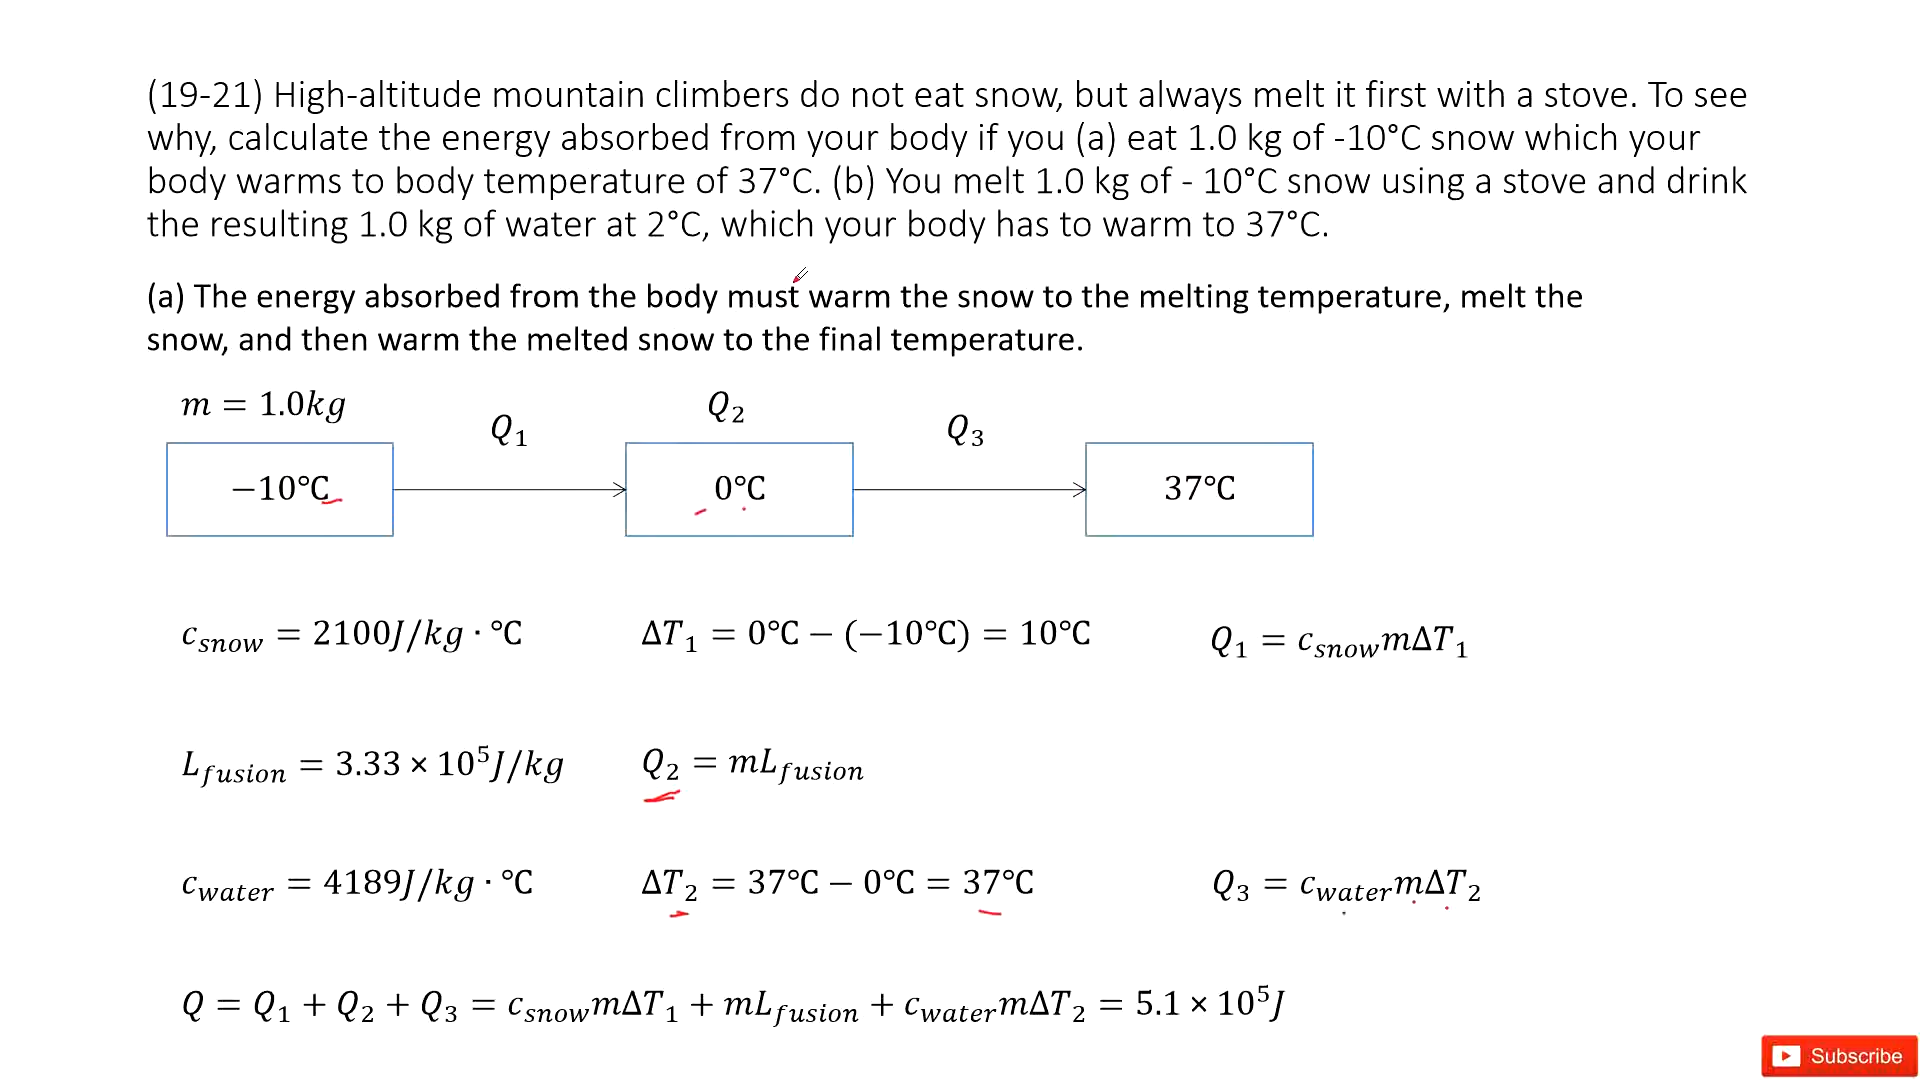 (19-21) High-altitude mountain climbers do not eat snow, but always melt it first with a stove. To see
why, calculate the energy absorbed from your body if you (a) eat 1.0 kg of -10°C snow which your
body warms to body temperature of 37°C. (b) You melt 1.0 kg of - 10°C snow using a stove and drink
the resulting 1.0 kg of water at 2°C, which your body has to warm to 37°C.
(a) The energy absorbed from the body must warm the snow to the melting temperature, melt the
snow, and then warm the melted snow to the final temperature.
m = 1.0kg
Q₁
Q₂
Q₃
−10℃
0℃
37℃
c_snow = 2100J/kg · ℃
ΔT₁ = 0℃ − (−10℃) = 10℃
Q₁ = c_snow mΔT₁
L_fusion = 3.33 × 10⁵J/kg
Q₂ = mL_fusion
c_water = 4189J/kg · ℃
ΔT₂ = 37℃ − 0℃ = 37℃
Q₃ = c_water mΔT₂
Q = Q₁ + Q₂ + Q₃ = c_snow mΔT₁ + mL_fusion + c_water mΔT₂ = 5.1 × 10⁵J
Subscribe